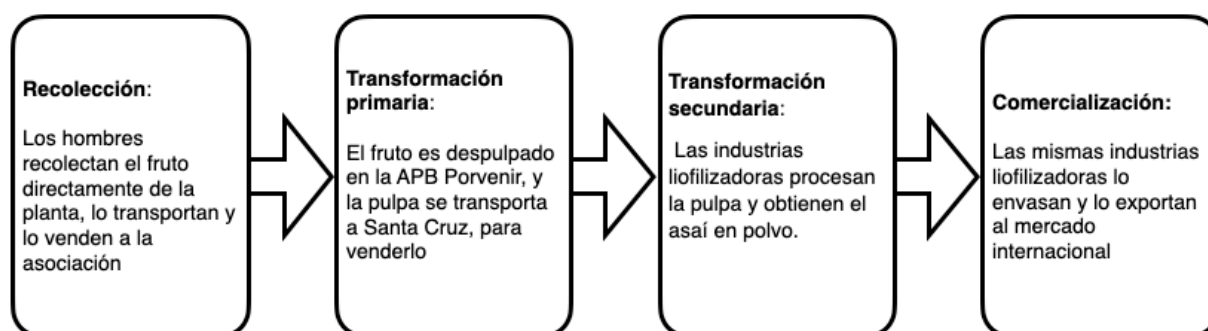 Recolección:
Los hombres
recolectan el fruto
directamente de la
planta, lo transportan y
lo venden a la
asociación
Transformación
primaria:
El fruto es despulpado
en la APB Porvenir, y
la pulpa se transporta
a Santa Cruz, para
venderlo
Transformación
secundaria:
Las industrias
liofilizadoras procesan
la pulpa y obtienen el
asaí en polvo.
Comercialización:
Las mismas industrias
liofilizadoras lo
envasan y lo exportan
al mercado
internacional